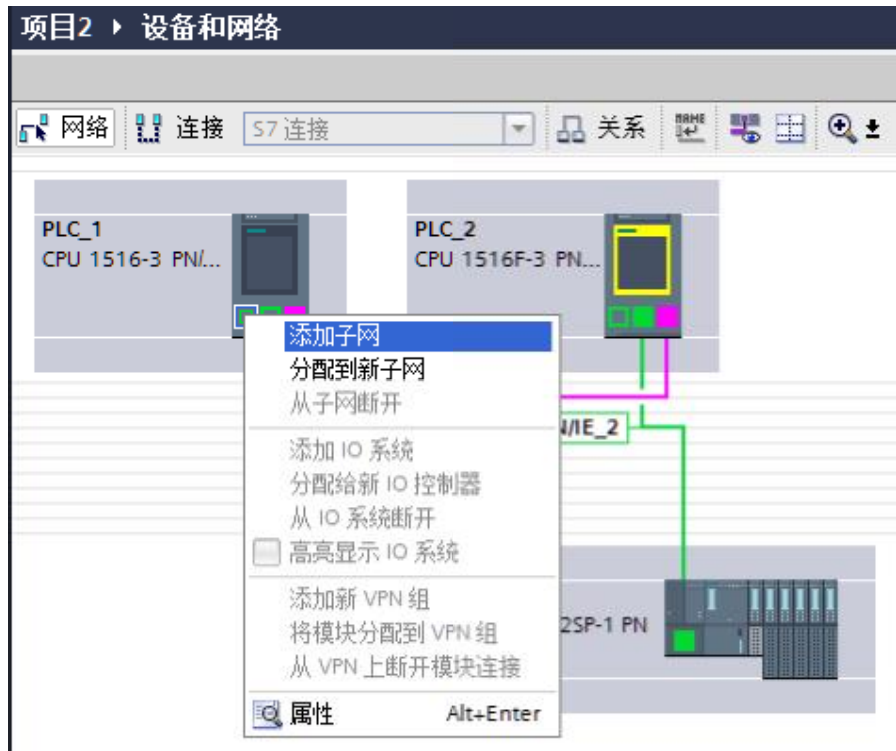 项目2 ▸ 设备和网络
网络 连接 S7 连接 关系
PLC_1
CPU 1516-3 PN/...
PLC_2
CPU 1516F-3 PN...
添加子网
分配到新子网
从子网断开
添加 IO 系统
分配给新 IO 控制器
从 IO 系统断开
高亮显示 IO 系统
添加新 VPN 组
将模块分配到 VPN 组
从 VPN 上断开模块连接
属性 Alt+Enter
/IE_2
2SP-1 PN